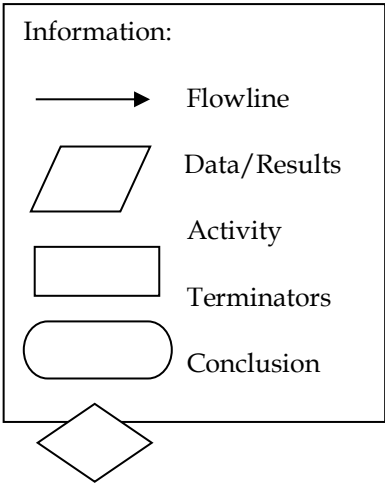 Information:
Flowline
Data/Results
Activity
Terminators
Conclusion